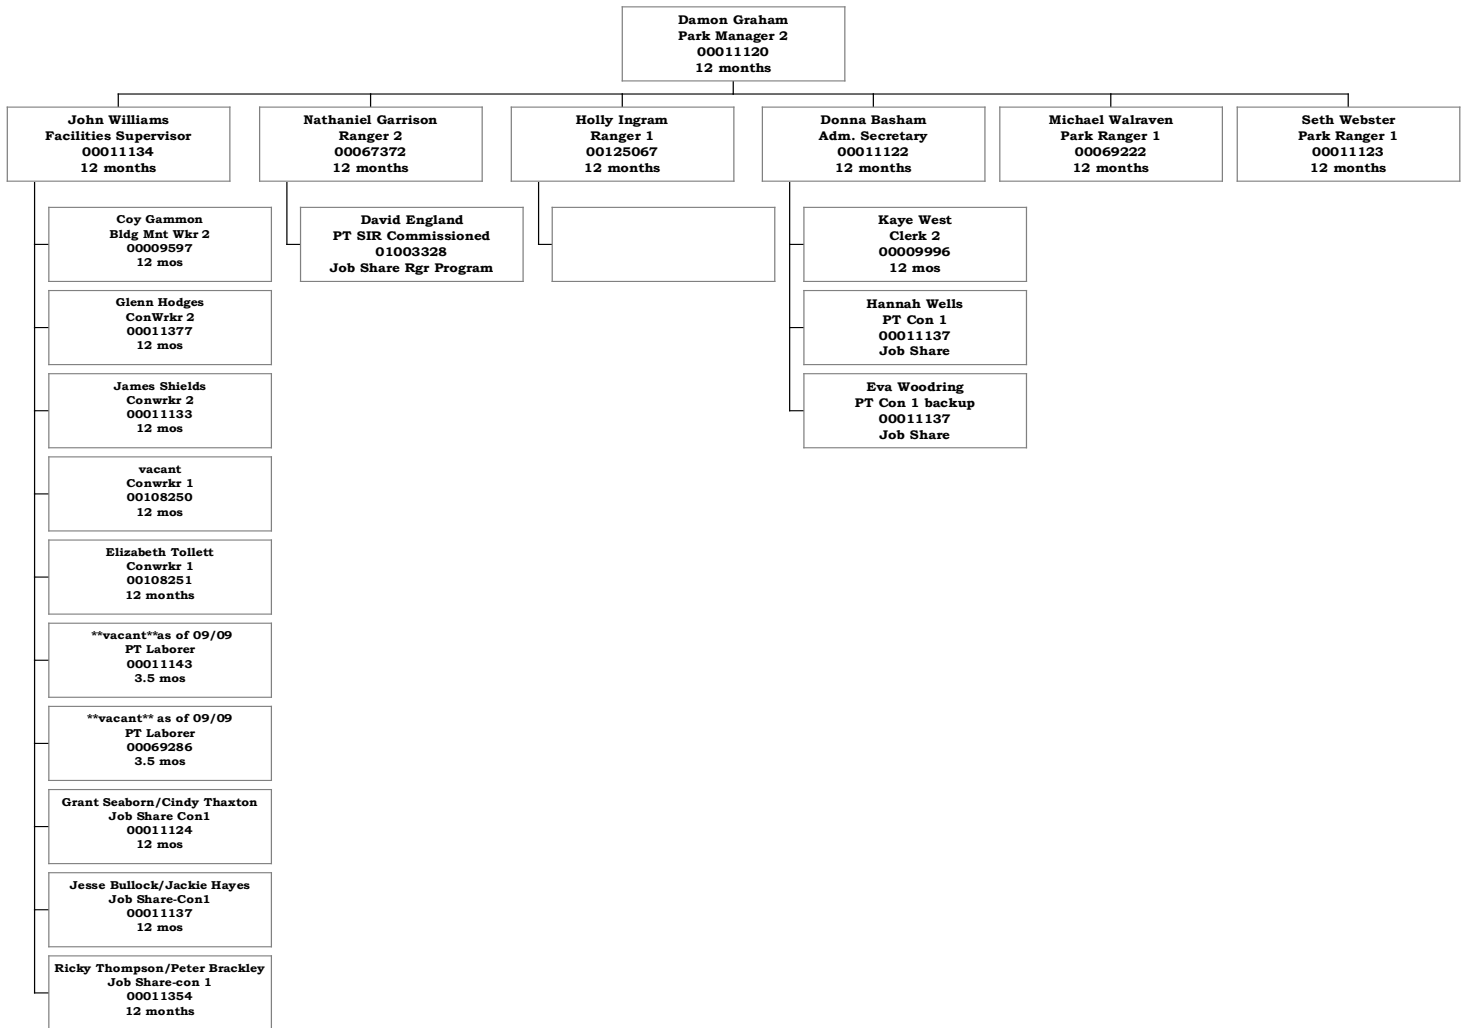 Damon Graham
Park Manager 2
00011120
12 months
John Williams
Facilities Supervisor
00011134
12 months
Nathaniel Garrison
Ranger 2
00067372
12 months
Holly Ingram
Ranger 1
00125067
12 months
Donna Basham
Adm. Secretary
00011122
12 months
Michael Walraven
Park Ranger 1
00069222
12 months
Seth Webster
Park Ranger 1
00011123
12 months
Coy Gammon
Bldg Mnt Wkr 2
00009597
12 mos
Glenn Hodges
ConWrkr 2
00011377
12 mos
James Shields
Conwrkr 2
00011133
12 mos
vacant
Conwrkr 1
00108250
12 mos
Elizabeth Tollett
Conwrkr 1
00108251
12 months
**vacant**as of 09/09
PT Laborer
00011143
3.5 mos
**vacant** as of 09/09
PT Laborer
00069286
3.5 mos
Grant Seaborn/Cindy Thaxton
Job Share Con1
00011124
12 mos
Jesse Bullock/Jackie Hayes
Job Share-Con1
00011137
12 mos
Ricky Thompson/Peter Brackley
Job Share-con 1
00011354
12 months
David England
PT SIR Commissioned
01003328
Job Share Rgr Program
Kaye West
Clerk 2
00009996
12 mos
Hannah Wells
PT Con 1
00011137
Job Share
Eva Woodring
PT Con 1 backup
00011137
Job Share